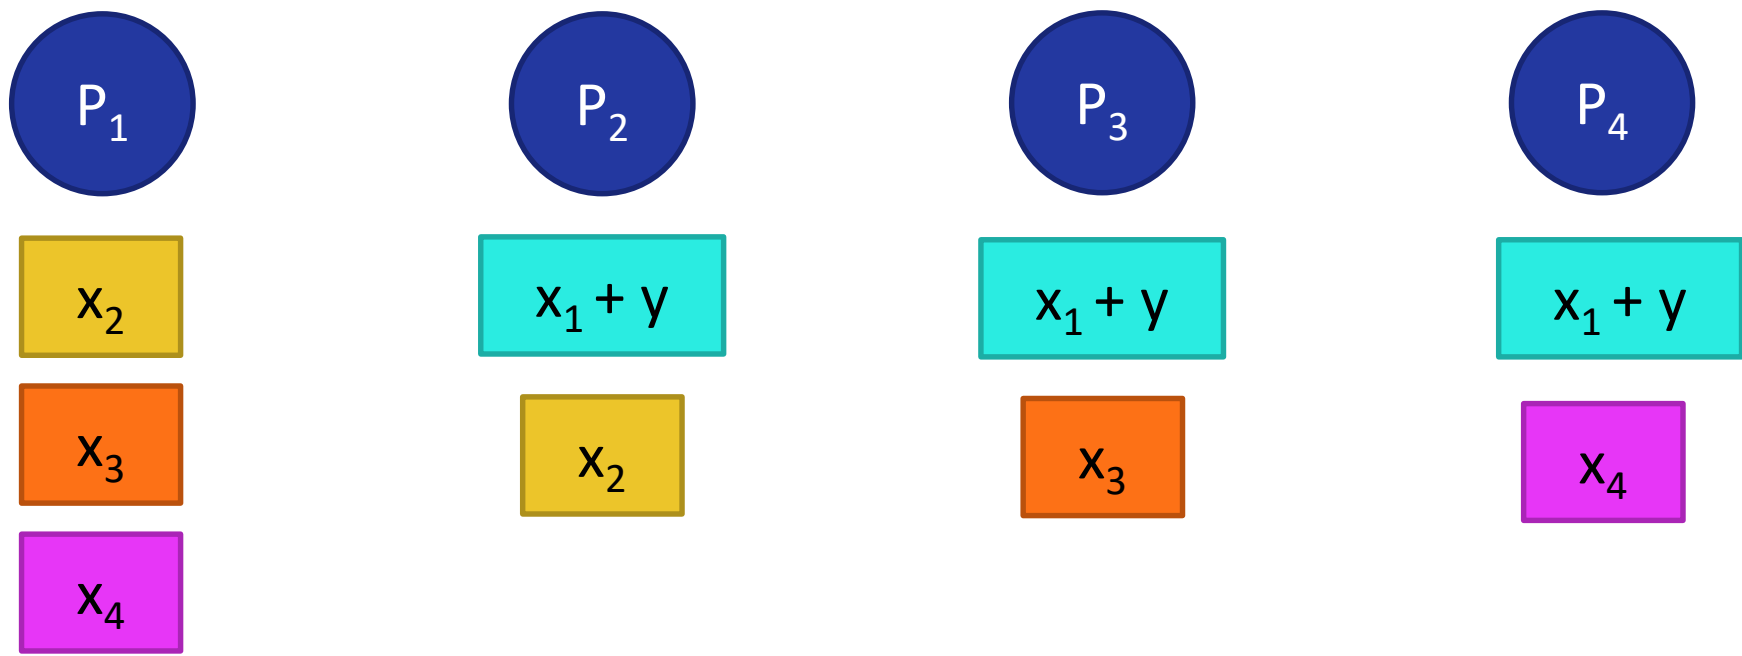 P₁ P₂ P₃ P₄
x₂ x₁ + y x₁ + y x₁ + y
x₃ x₂ x₃ x₄
x₄